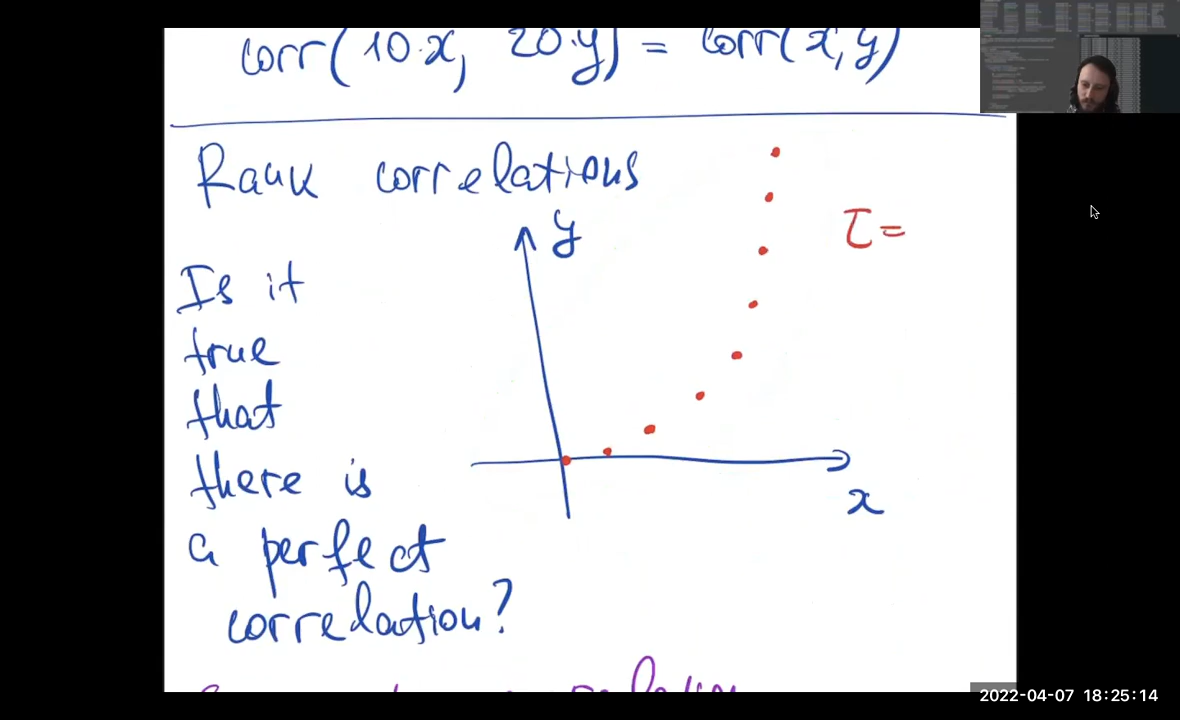 corr(10·x, 20·y) = corr(x, y)
Rank correlations
y
τ =
Is it
true
that
there is
a perfect
correlation?
x
2022-04-07 18:25:14